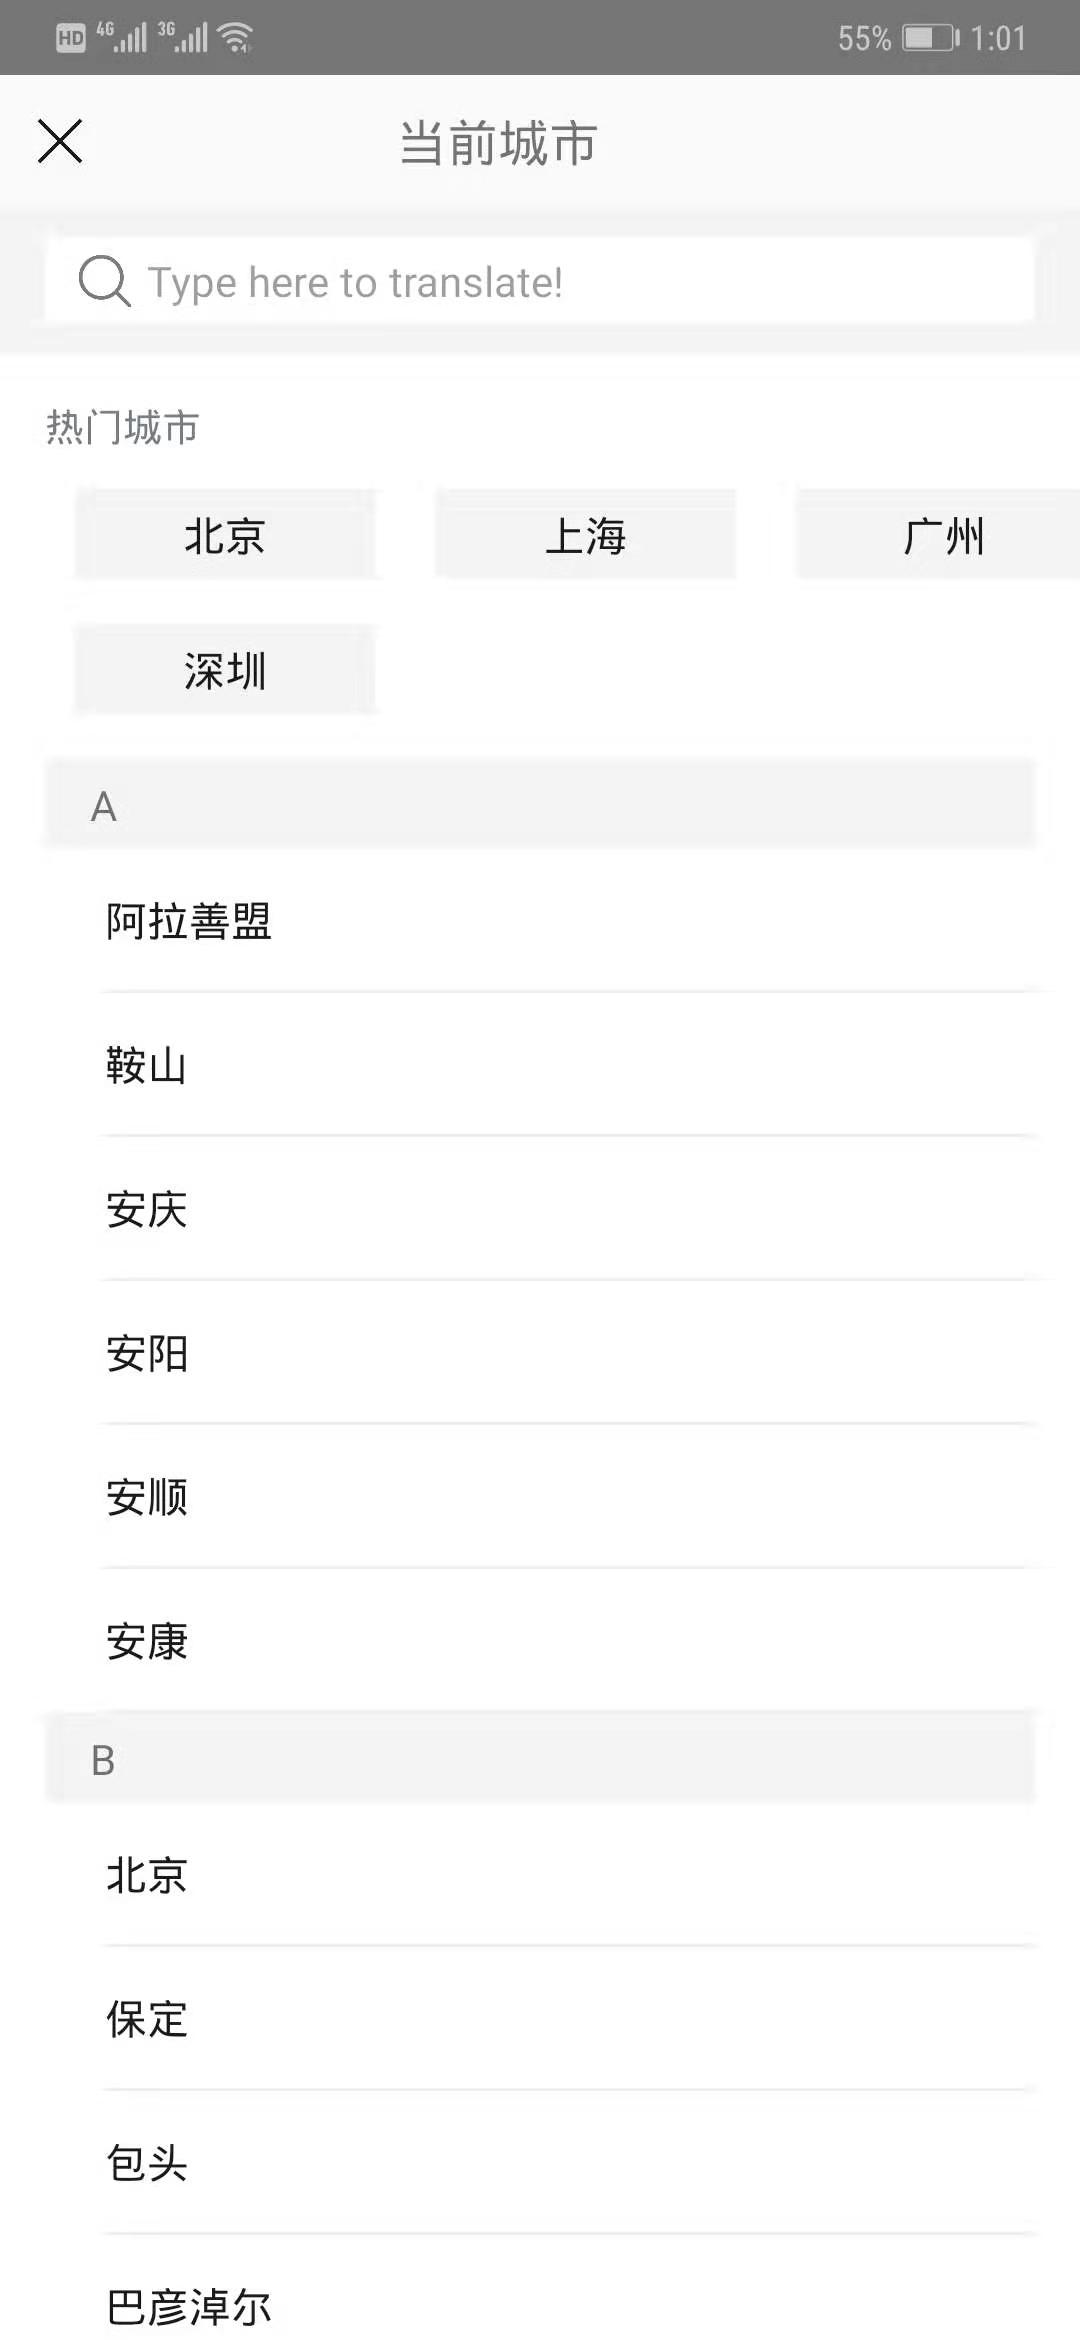 HD 4G 3G 55% 1:01
当前城市
Type here to translate!
热门城市
北京 上海 广州
深圳
A
阿拉善盟
鞍山
安庆
安阳
安顺
安康
B
北京
保定
包头
巴彦淖尔